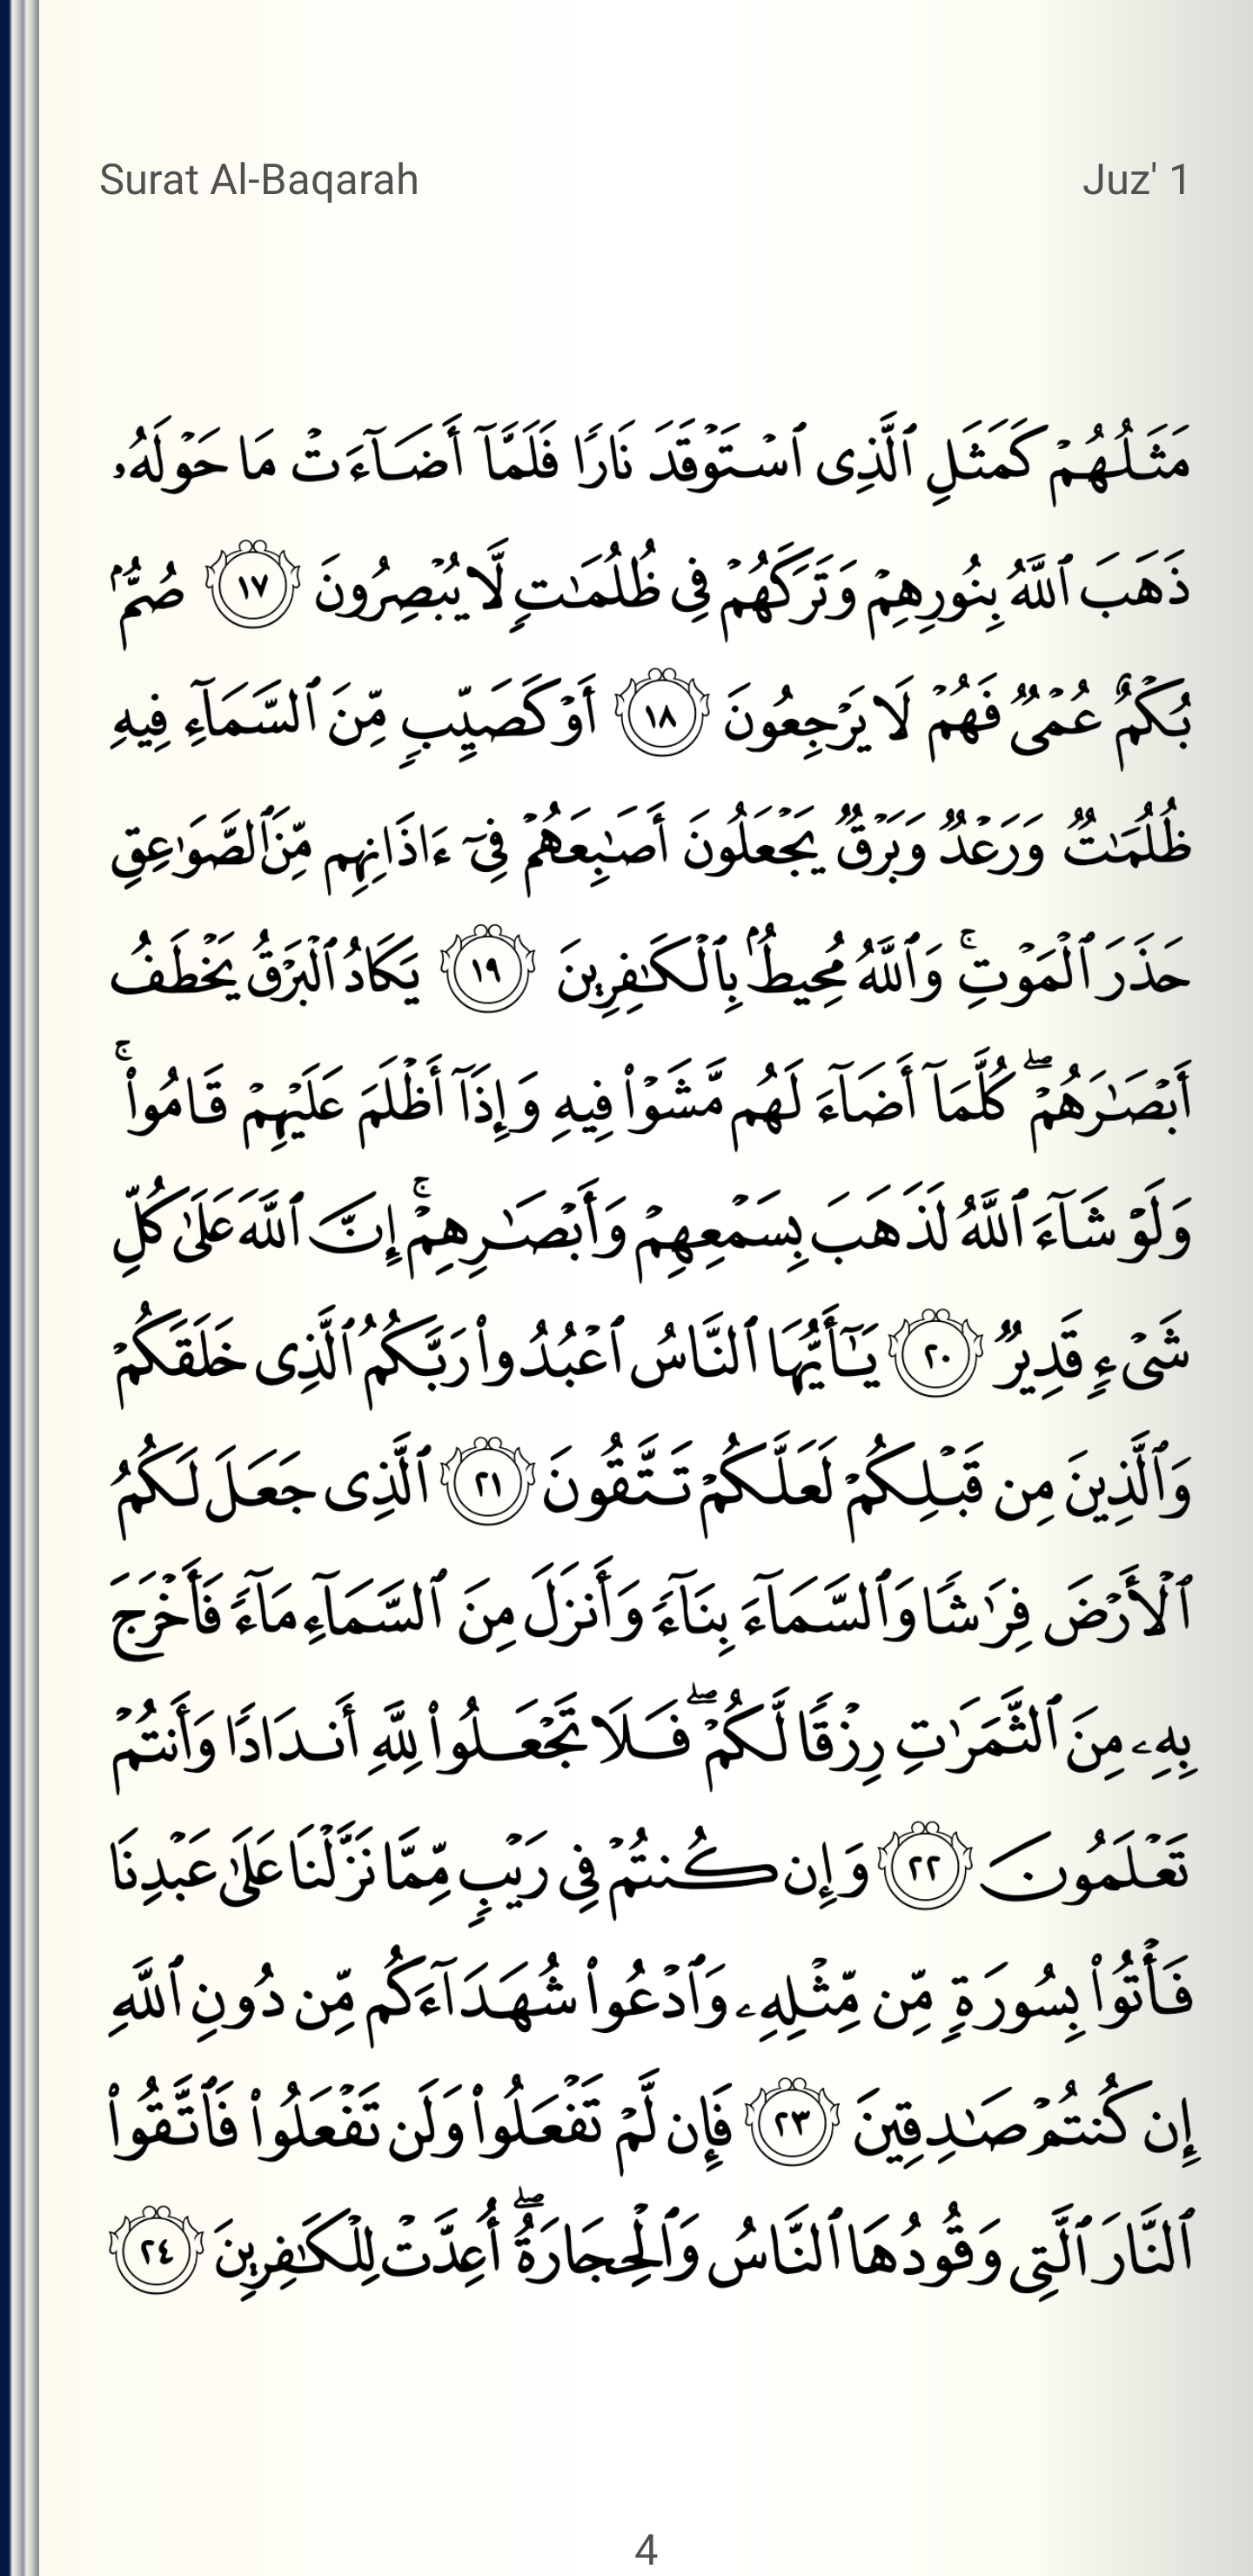 Surat Al-Baqarah Juz' 1
مَثَلُهُمْ كَمَثَلِ ٱلَّذِى ٱسْتَوْقَدَ نَارًا فَلَمَّآ أَضَآءَتْ مَا حَوْلَهُۥ
ذَهَبَ ٱللَّهُ بِنُورِهِمْ وَتَرَكَهُمْ فِى ظُلُمَـٰتٍ لَّا يُبْصِرُونَ ١٧ صُمٌّۢ
بُكْمٌ عُمْىٌ فَهُمْ لَا يَرْجِعُونَ ١٨ أَوْ كَصَيِّبٍ مِّنَ ٱلسَّمَآءِ فِيهِ
ظُلُمَـٰتٌ وَرَعْدٌ وَبَرْقٌ يَجْعَلُونَ أَصَـٰبِعَهُمْ فِىٓ ءَاذَانِهِم مِّنَ ٱلصَّوَٰعِقِ
حَذَرَ ٱلْمَوْتِ ۚ وَٱللَّهُ مُحِيطٌۢ بِٱلْكَـٰفِرِينَ ١٩ يَكَادُ ٱلْبَرْقُ يَخْطَفُ
أَبْصَـٰرَهُمْ ۖ كُلَّمَآ أَضَآءَ لَهُم مَّشَوْا۟ فِيهِ وَإِذَآ أَظْلَمَ عَلَيْهِمْ قَامُوا۟ ۚ
وَلَوْ شَآءَ ٱللَّهُ لَذَهَبَ بِسَمْعِهِمْ وَأَبْصَـٰرِهِمْ ۚ إِنَّ ٱللَّهَ عَلَىٰ كُلِّ
شَىْءٍ قَدِيرٌ ٢٠ يَـٰٓأَيُّهَا ٱلنَّاسُ ٱعْبُدُوا۟ رَبَّكُمُ ٱلَّذِى خَلَقَكُمْ
وَٱلَّذِينَ مِن قَبْلِكُمْ لَعَلَّكُمْ تَتَّقُونَ ٢١ ٱلَّذِى جَعَلَ لَكُمُ
ٱلْأَرْضَ فِرَٰشًا وَٱلسَّمَآءَ بِنَآءً وَأَنزَلَ مِنَ ٱلسَّمَآءِ مَآءً فَأَخْرَجَ
بِهِۦ مِنَ ٱلثَّمَرَٰتِ رِزْقًا لَّكُمْ ۖ فَلَا تَجْعَلُوا۟ لِلَّهِ أَندَادًا وَأَنتُمْ
تَعْلَمُونَ ٢٢ وَإِن كُنتُمْ فِى رَيْبٍ مِّمَّا نَزَّلْنَا عَلَىٰ عَبْدِنَا
فَأْتُوا۟ بِسُورَةٍ مِّن مِّثْلِهِۦ وَٱدْعُوا۟ شُهَدَآءَكُم مِّن دُونِ ٱللَّهِ
إِن كُنتُمْ صَـٰدِقِينَ ٢٣ فَإِن لَّمْ تَفْعَلُوا۟ وَلَن تَفْعَلُوا۟ فَٱتَّقُوا۟
ٱلنَّارَ ٱلَّتِى وَقُودُهَا ٱلنَّاسُ وَٱلْحِجَارَةُ ۖ أُعِدَّتْ لِلْكَـٰفِرِينَ ٢٤
4